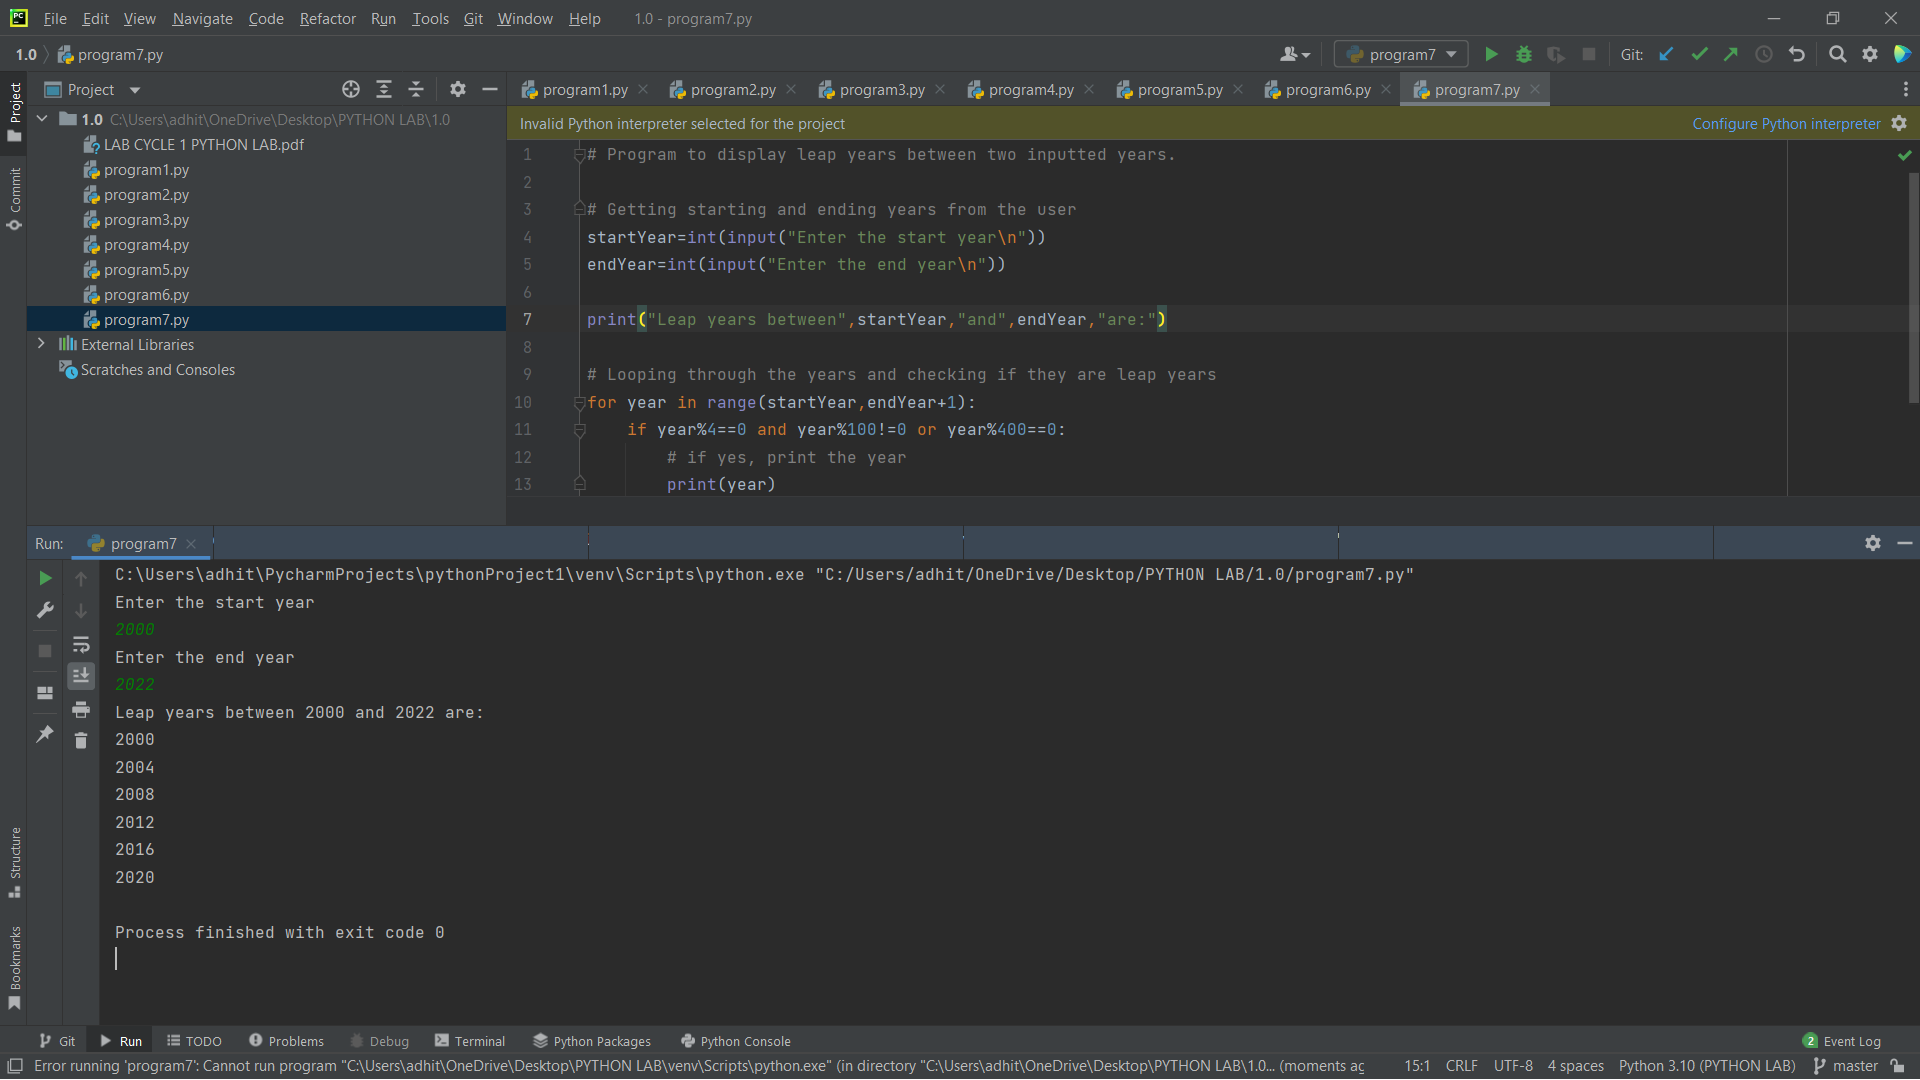 File Edit View Navigate Code Refactor Run Tools Git Window Help 1.0 - program7.py
1.0 program7.py program7 Git:
Project
program1.py program2.py program3.py program4.py program5.py program6.py program7.py
Project
Commit
Structure
Bookmarks
1.0 C:\Users\adhit\OneDrive\Desktop\PYTHON LAB\1.0
LAB CYCLE 1 PYTHON LAB.pdf
program1.py
program2.py
program3.py
program4.py
program5.py
program6.py
program7.py
External Libraries
Scratches and Consoles
Invalid Python interpreter selected for the project Configure Python interpreter
1 # Program to display leap years between two inputted years.
2
3 # Getting starting and ending years from the user
4 startYear=int(input("Enter the start year\n"))
5 endYear=int(input("Enter the end year\n"))
6
7 print("Leap years between",startYear,"and",endYear,"are:")
8
9 # Looping through the years and checking if they are leap years
10 for year in range(startYear,endYear+1):
11 if year%4==0 and year%100!=0 or year%400==0:
12 # if yes, print the year
13 print(year)
Run: program7
C:\Users\adhit\PycharmProjects\pythonProject1\venv\Scripts\python.exe "C:/Users/adhit/OneDrive/Desktop/PYTHON LAB/1.0/program7.py"
Enter the start year
2000
Enter the end year
2022
Leap years between 2000 and 2022 are:
2000
2004
2008
2012
2016
2020
Process finished with exit code 0
Git Run TODO Problems Debug Terminal Python Packages Python Console 2 Event Log
Error running 'program7': Cannot run program "C:\Users\adhit\OneDrive\Desktop\PYTHON LAB\venv\Scripts\python.exe" (in directory "C:\Users\adhit\OneDrive\Desktop\PYTHON LAB\1.0... (moments ag 15:1 CRLF UTF-8 4 spaces Python 3.10 (PYTHON LAB) master